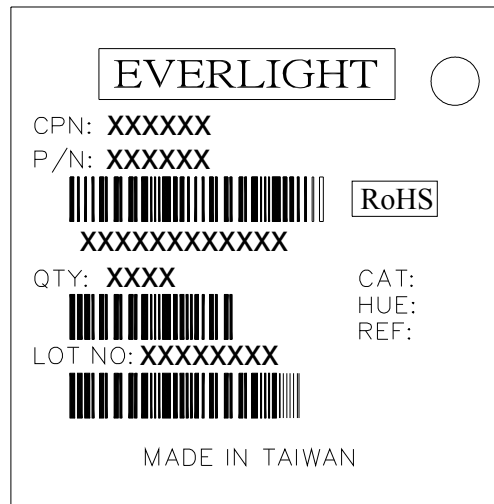 EVERLIGHT
CPN: XXXXXX
P/N: XXXXXX
RoHS
XXXXXXXXXXXX
QTY: XXXX
CAT:
HUE:
REF:
LOT NO: XXXXXXXX
MADE IN TAIWAN